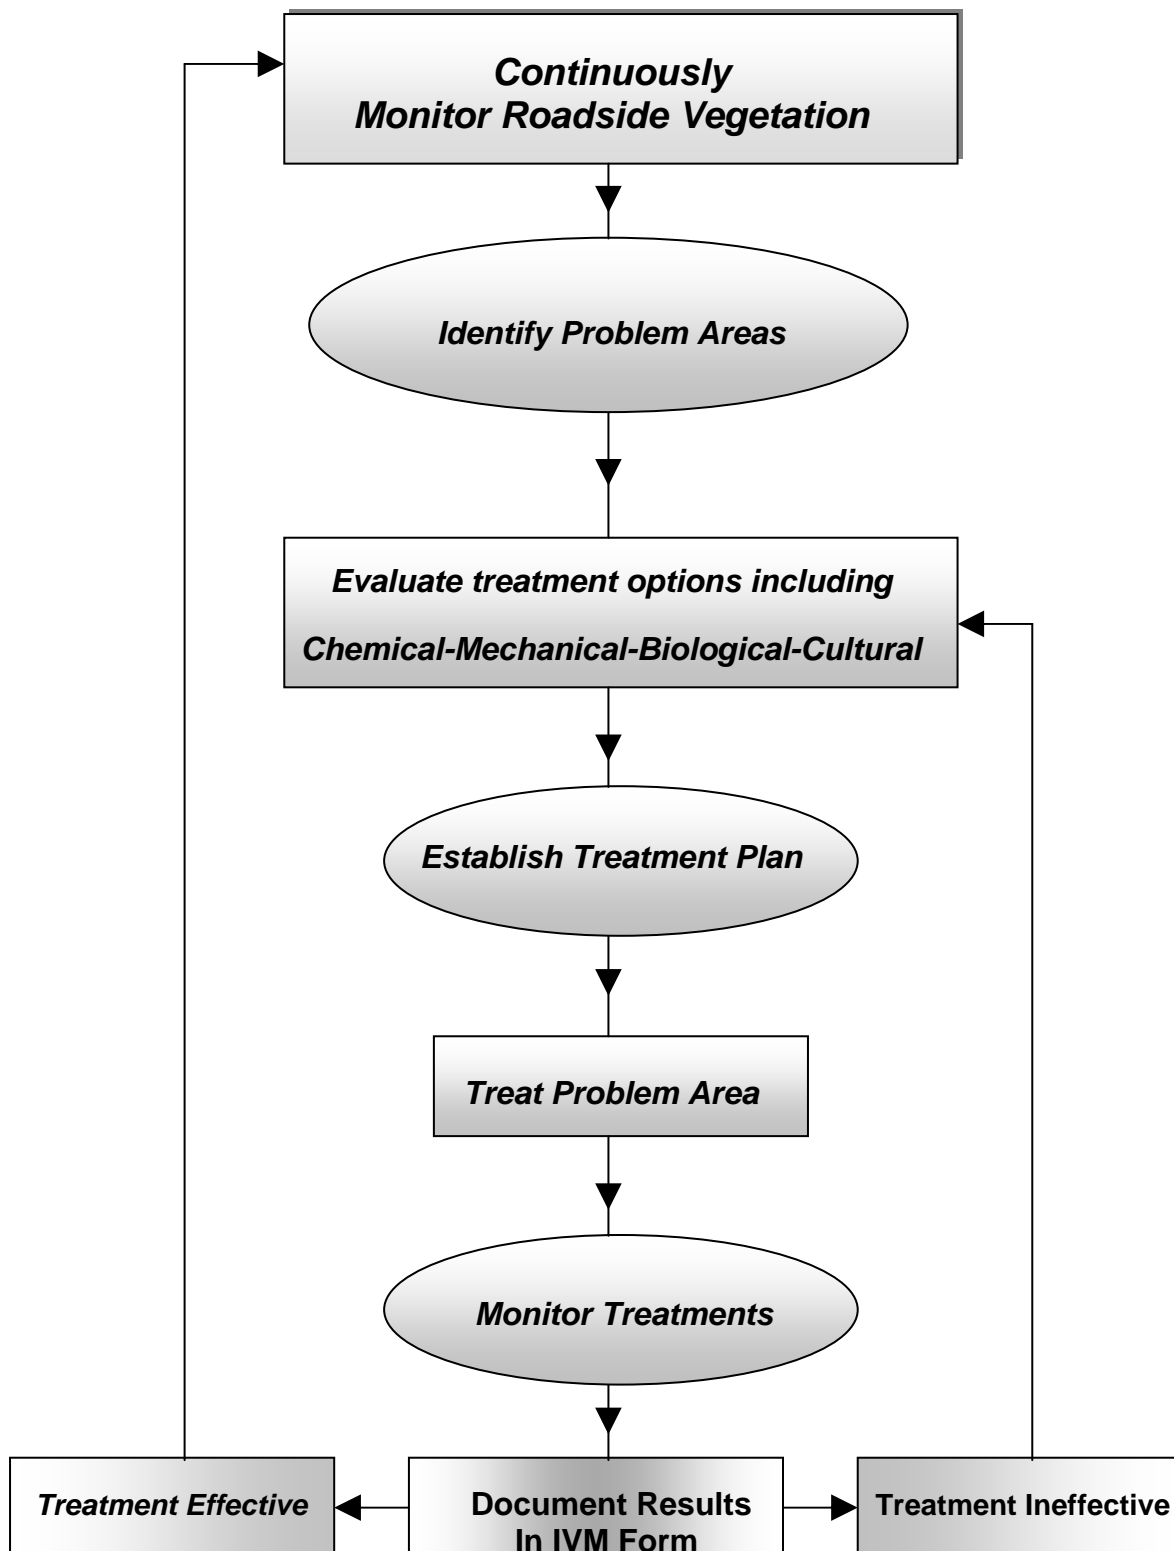 Continuously
Monitor Roadside Vegetation
Identify Problem Areas
Evaluate treatment options including
Chemical-Mechanical-Biological-Cultural
Establish Treatment Plan
Treat Problem Area
Monitor Treatments
Treatment Effective
Document Results
In IVM Form
Treatment Ineffective